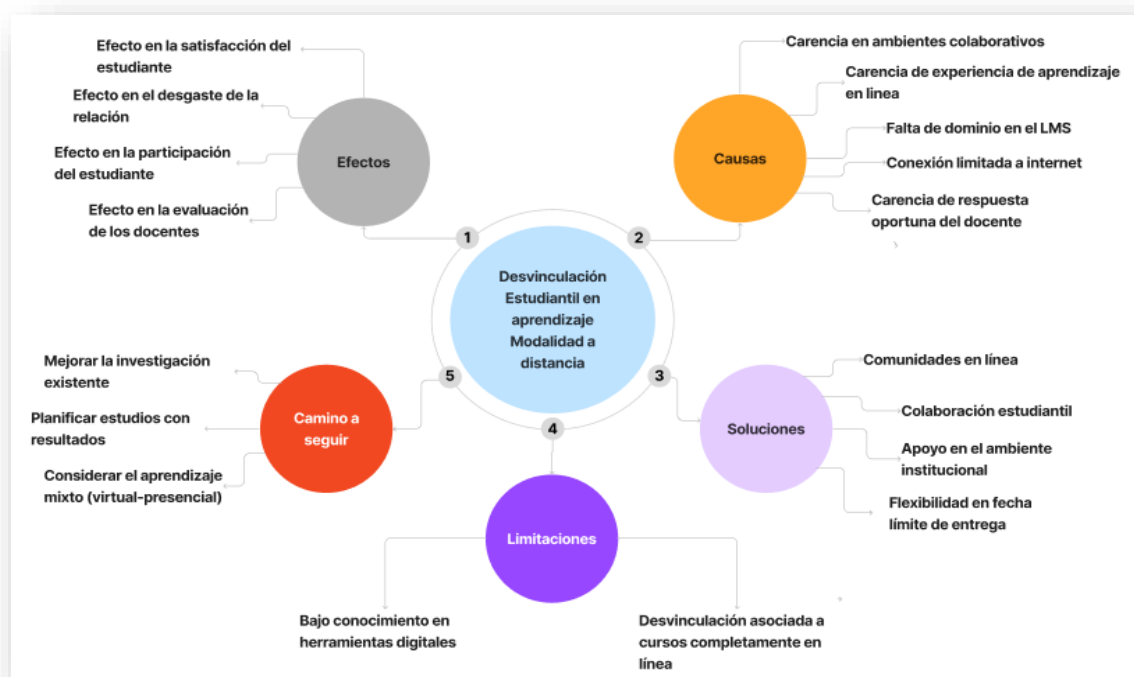 Efecto en la satisfacción del
estudiante
Efecto en el desgaste de la
relación
Efecto en la participación
del estudiante
Efecto en la evaluación
de los docentes
Efectos
Carencia en ambientes colaborativos
Carencia de experiencia de aprendizaje
en linea
Falta de dominio en el LMS
Conexión limitada a internet
Carencia de respuesta
oportuna del docente
Causas
1
2
Desvinculación
Estudiantil en
aprendizaje
Modalidad a
distancia
5
3
4
Mejorar la investigación
existente
Planificar estudios con
resultados
Considerar el aprendizaje
mixto (virtual-presencial)
Camino a
seguir
Soluciones
Comunidades en línea
Colaboración estudiantil
Apoyo en el ambiente
institucional
Flexibilidad en fecha
límite de entrega
Limitaciones
Bajo conocimiento en
herramientas digitales
Desvinculación asociada a
cursos completamente en
línea